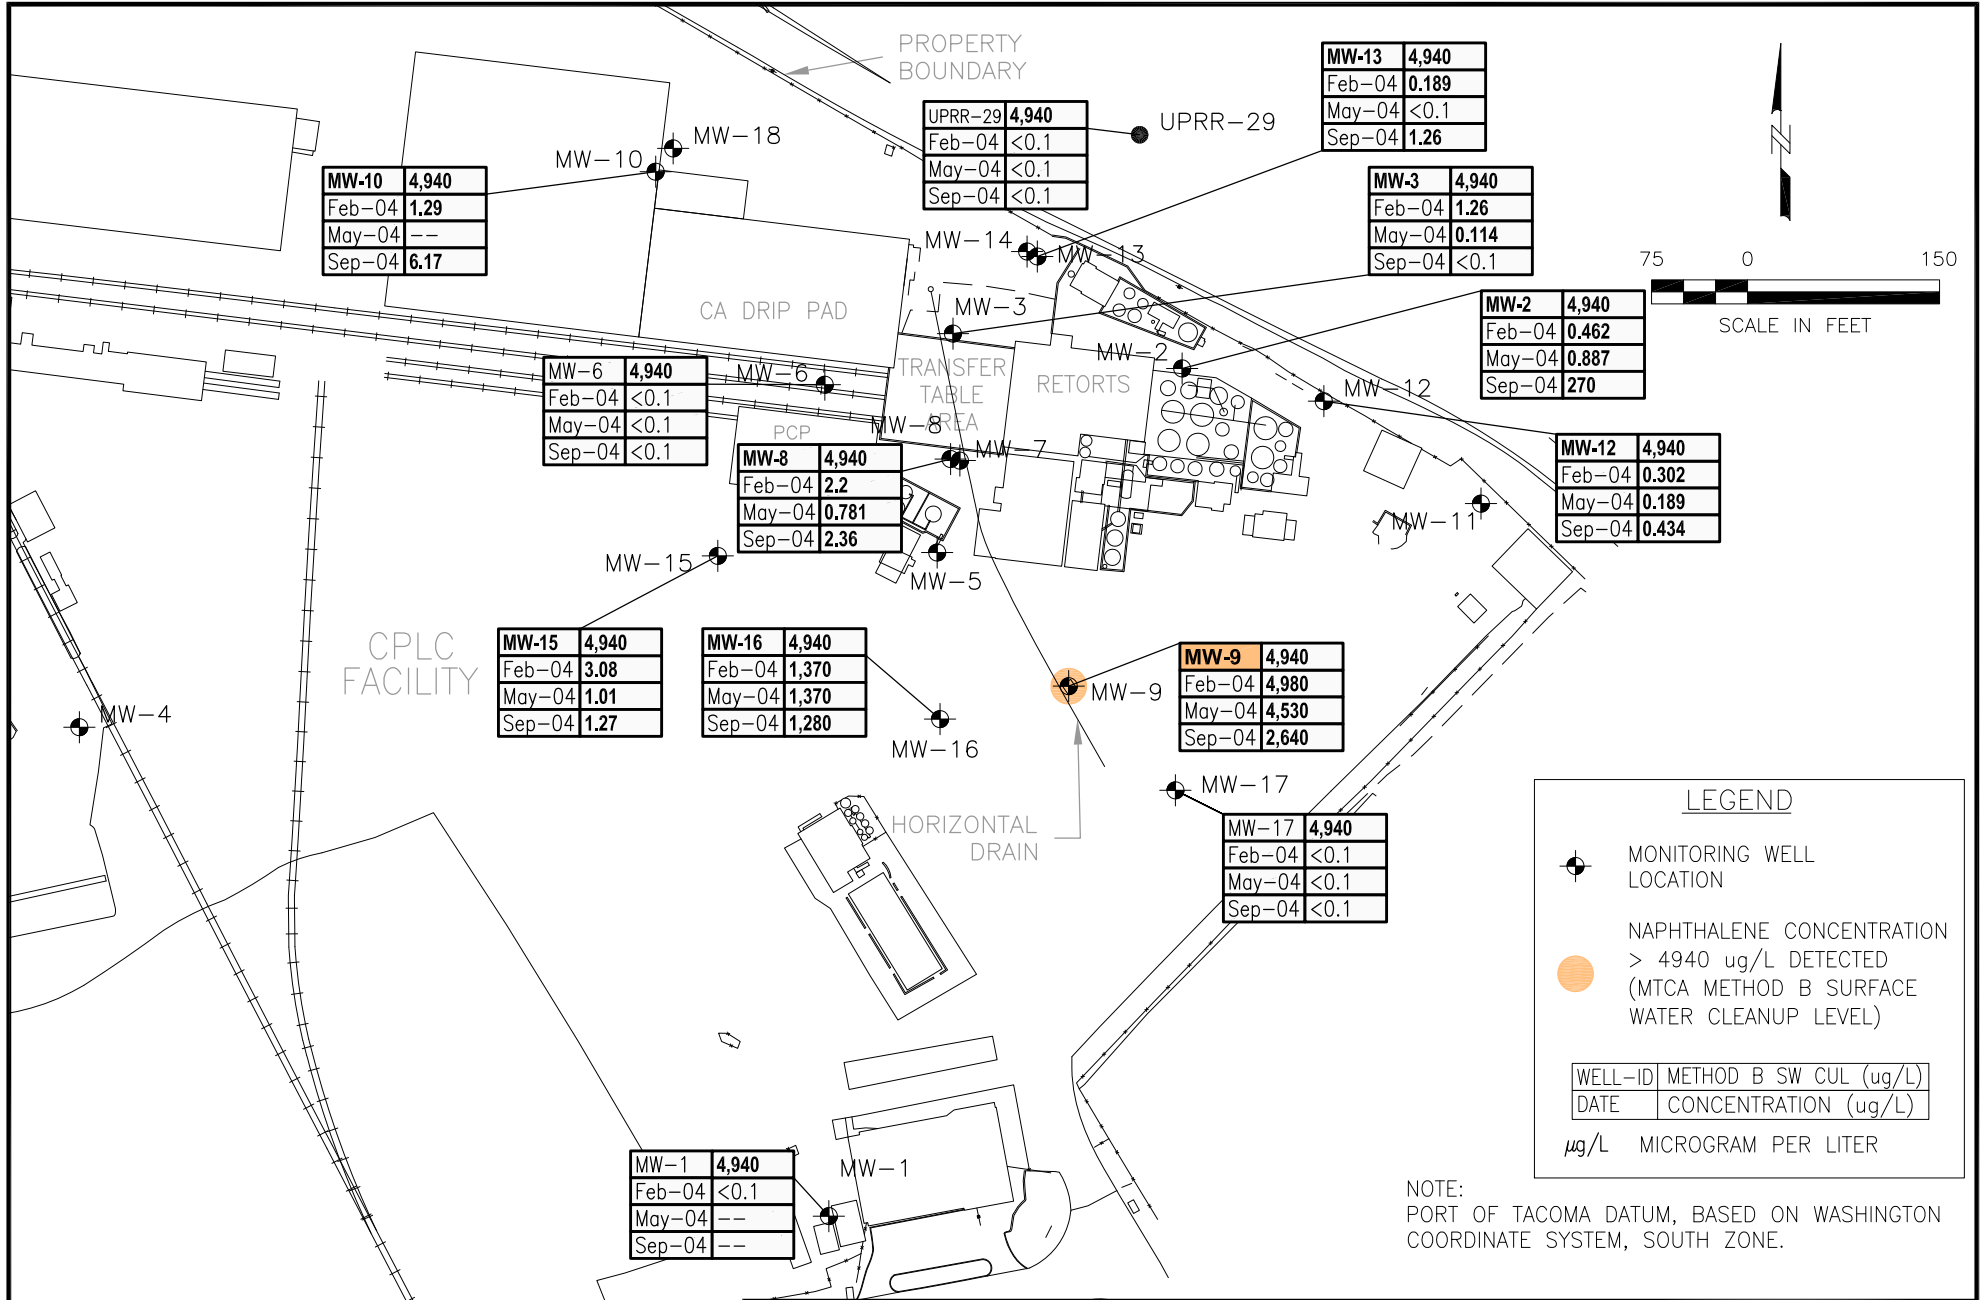 PROPERTY
BOUNDARY
MW-13 4,940
Feb-04 0.189
May-04 <0.1
Sep-04 1.26
UPRR-29 4,940
Feb-04 <0.1
May-04 <0.1
Sep-04 <0.1
UPRR-29
N
MW-18
MW-10
MW-10 4,940
Feb-04 1.29
May-04 --
Sep-04 6.17
MW-3 4,940
Feb-04 1.26
May-04 0.114
Sep-04 <0.1
MW-14
MW-13
75 0 150
SCALE IN FEET
CA DRIP PAD
MW-3
MW-2 4,940
Feb-04 0.462
May-04 0.887
Sep-04 270
MW-6 4,940
Feb-04 <0.1
May-04 <0.1
Sep-04 <0.1
MW-6
TRANSFER
TABLE
AREA
RETORTS
MW-2
MW-12
MW-8
PCP
MW-7
MW-8 4,940
Feb-04 2.2
May-04 0.781
Sep-04 2.36
MW-12 4,940
Feb-04 0.302
May-04 0.189
Sep-04 0.434
MW-11
MW-15
MW-5
CPLC
FACILITY
MW-15 4,940
Feb-04 3.08
May-04 1.01
Sep-04 1.27
MW-16 4,940
Feb-04 1,370
May-04 1,370
Sep-04 1,280
MW-9 4,940
Feb-04 4,980
May-04 4,530
Sep-04 2,640
MW-9
MW-4
MW-16
MW-17
HORIZONTAL
DRAIN
MW-17 4,940
Feb-04 <0.1
May-04 <0.1
Sep-04 <0.1
LEGEND
MONITORING WELL
LOCATION
NAPHTHALENE CONCENTRATION
> 4940 ug/L DETECTED
(MTCA METHOD B SURFACE
WATER CLEANUP LEVEL)
WELL-ID METHOD B SW CUL (ug/L)
DATE CONCENTRATION (ug/L)
µg/L MICROGRAM PER LITER
MW-1 4,940
Feb-04 <0.1
May-04 --
Sep-04 --
MW-1
NOTE:
PORT OF TACOMA DATUM, BASED ON WASHINGTON
COORDINATE SYSTEM, SOUTH ZONE.